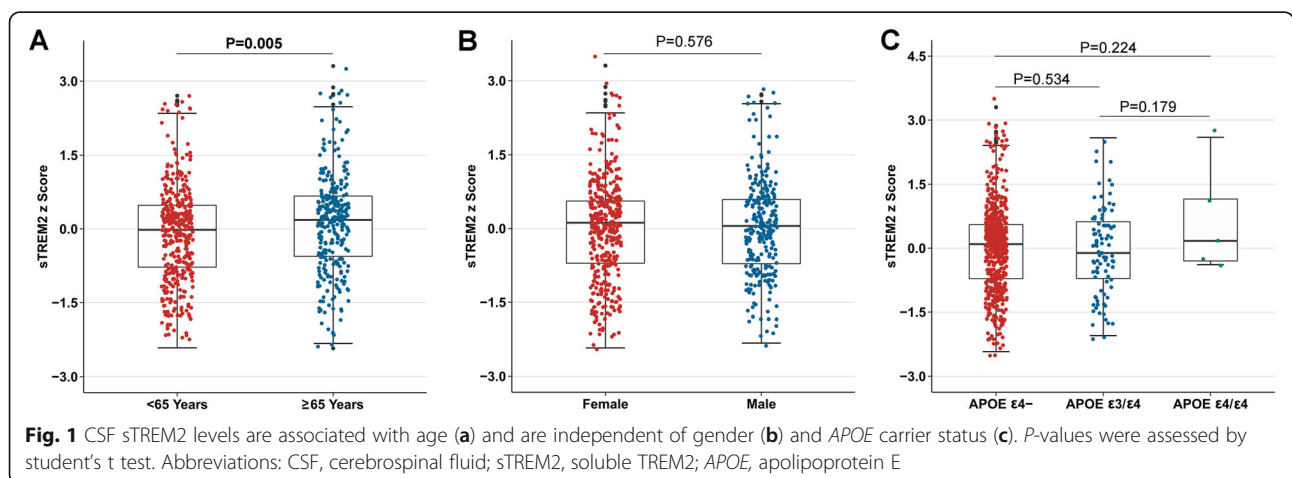 A
P=0.005
sTREM2 z Score
3.0
1.5
0.0
−1.5
−3.0
<65 Years
≥65 Years
B
P=0.576
sTREM2 z Score
3.0
1.5
0.0
−1.5
−3.0
Female
Male
C
P=0.224
P=0.534
P=0.179
sTREM2 z Score
4.5
3.0
1.5
0.0
−1.5
−3.0
APOE ε4−
APOE ε3/ε4
APOE ε4/ε4
Fig. 1 CSF sTREM2 levels are associated with age (a) and are independent of gender (b) and APOE carrier status (c). P-values were assessed by
student's t test. Abbreviations: CSF, cerebrospinal fluid; sTREM2, soluble TREM2; APOE, apolipoprotein E